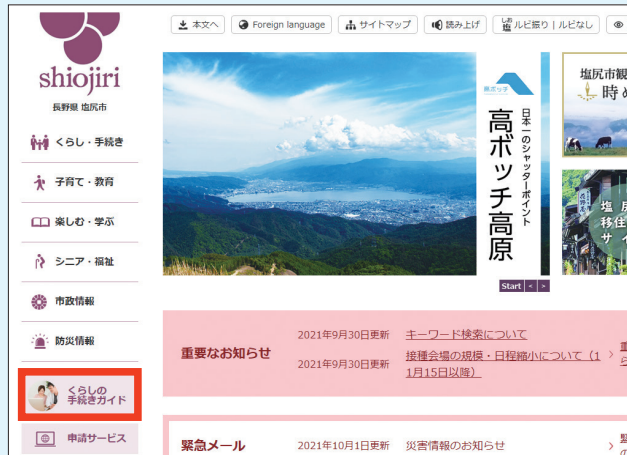 本文へ
Foreign language
サイトマップ
読み上げ
ルビ振り | ルビなし
shiojiri
長野県 塩尻市
くらし・手続き
子育て・教育
楽しむ・学ぶ
シニア・福祉
市政情報
防災情報
くらしの
手続きガイド
申請サービス
日本一のシャッターポイント
高ボッチ高原
Start < >
塩尻市観
時め
塩尻
移住
サイ
重要なお知らせ
2021年9月30日更新 キーワード検索について
2021年9月30日更新 接種会場の規模・日程縮小について（1
1月15日以降）
緊急メール
2021年10月1日更新 災害情報のお知らせ